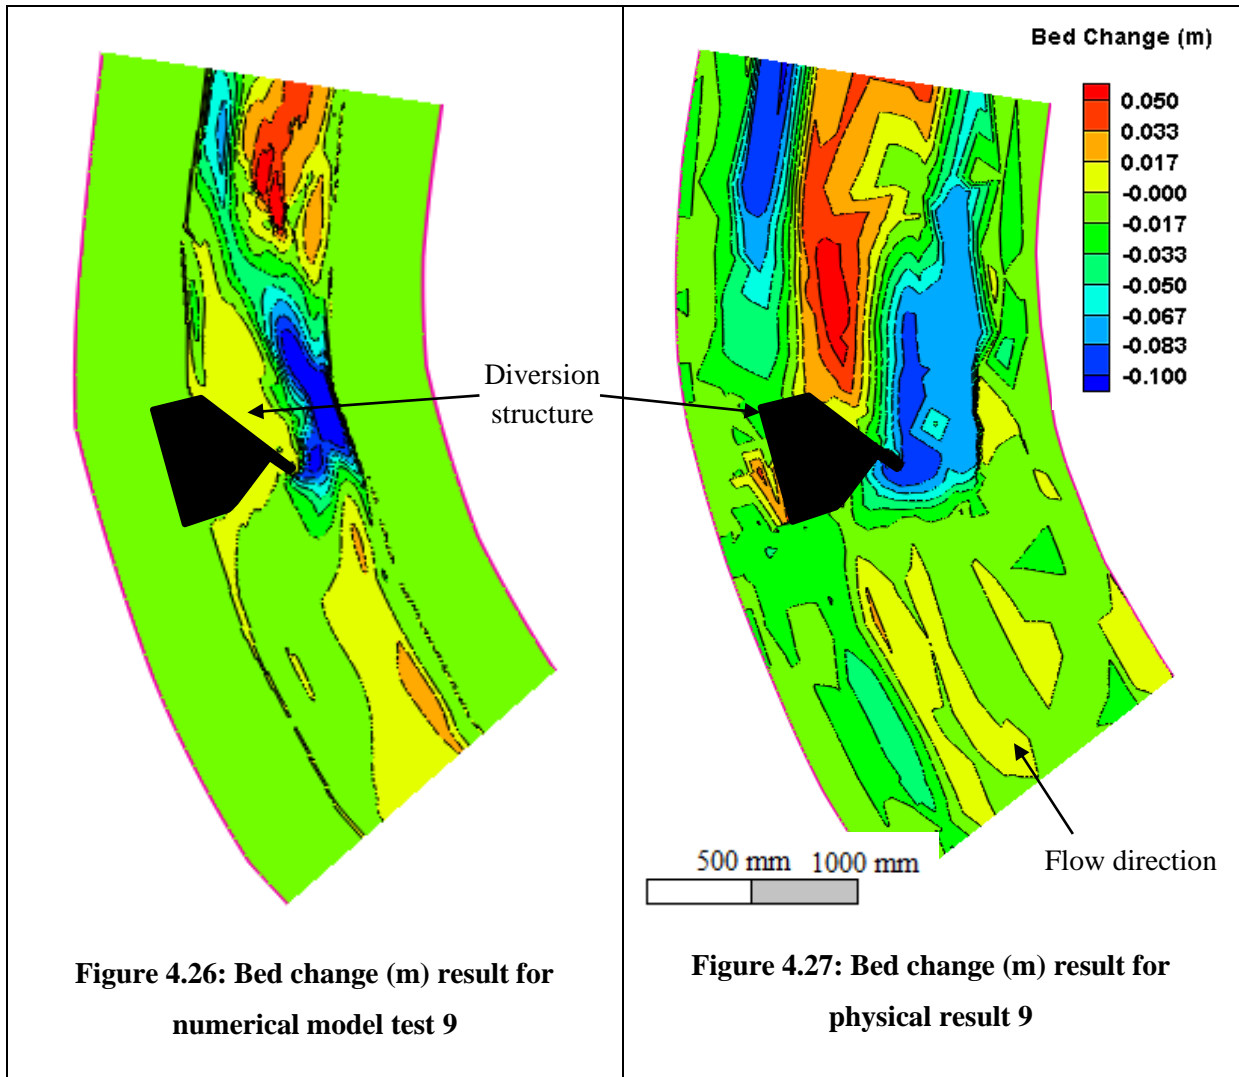 Bed Change (m)
0.050
0.033
0.017
-0.000
-0.017
-0.033
-0.050
-0.067
-0.083
-0.100
Diversion
structure
500 mm 1000 mm
Flow direction
Figure 4.26: Bed change (m) result for
numerical model test 9
Figure 4.27: Bed change (m) result for
physical result 9